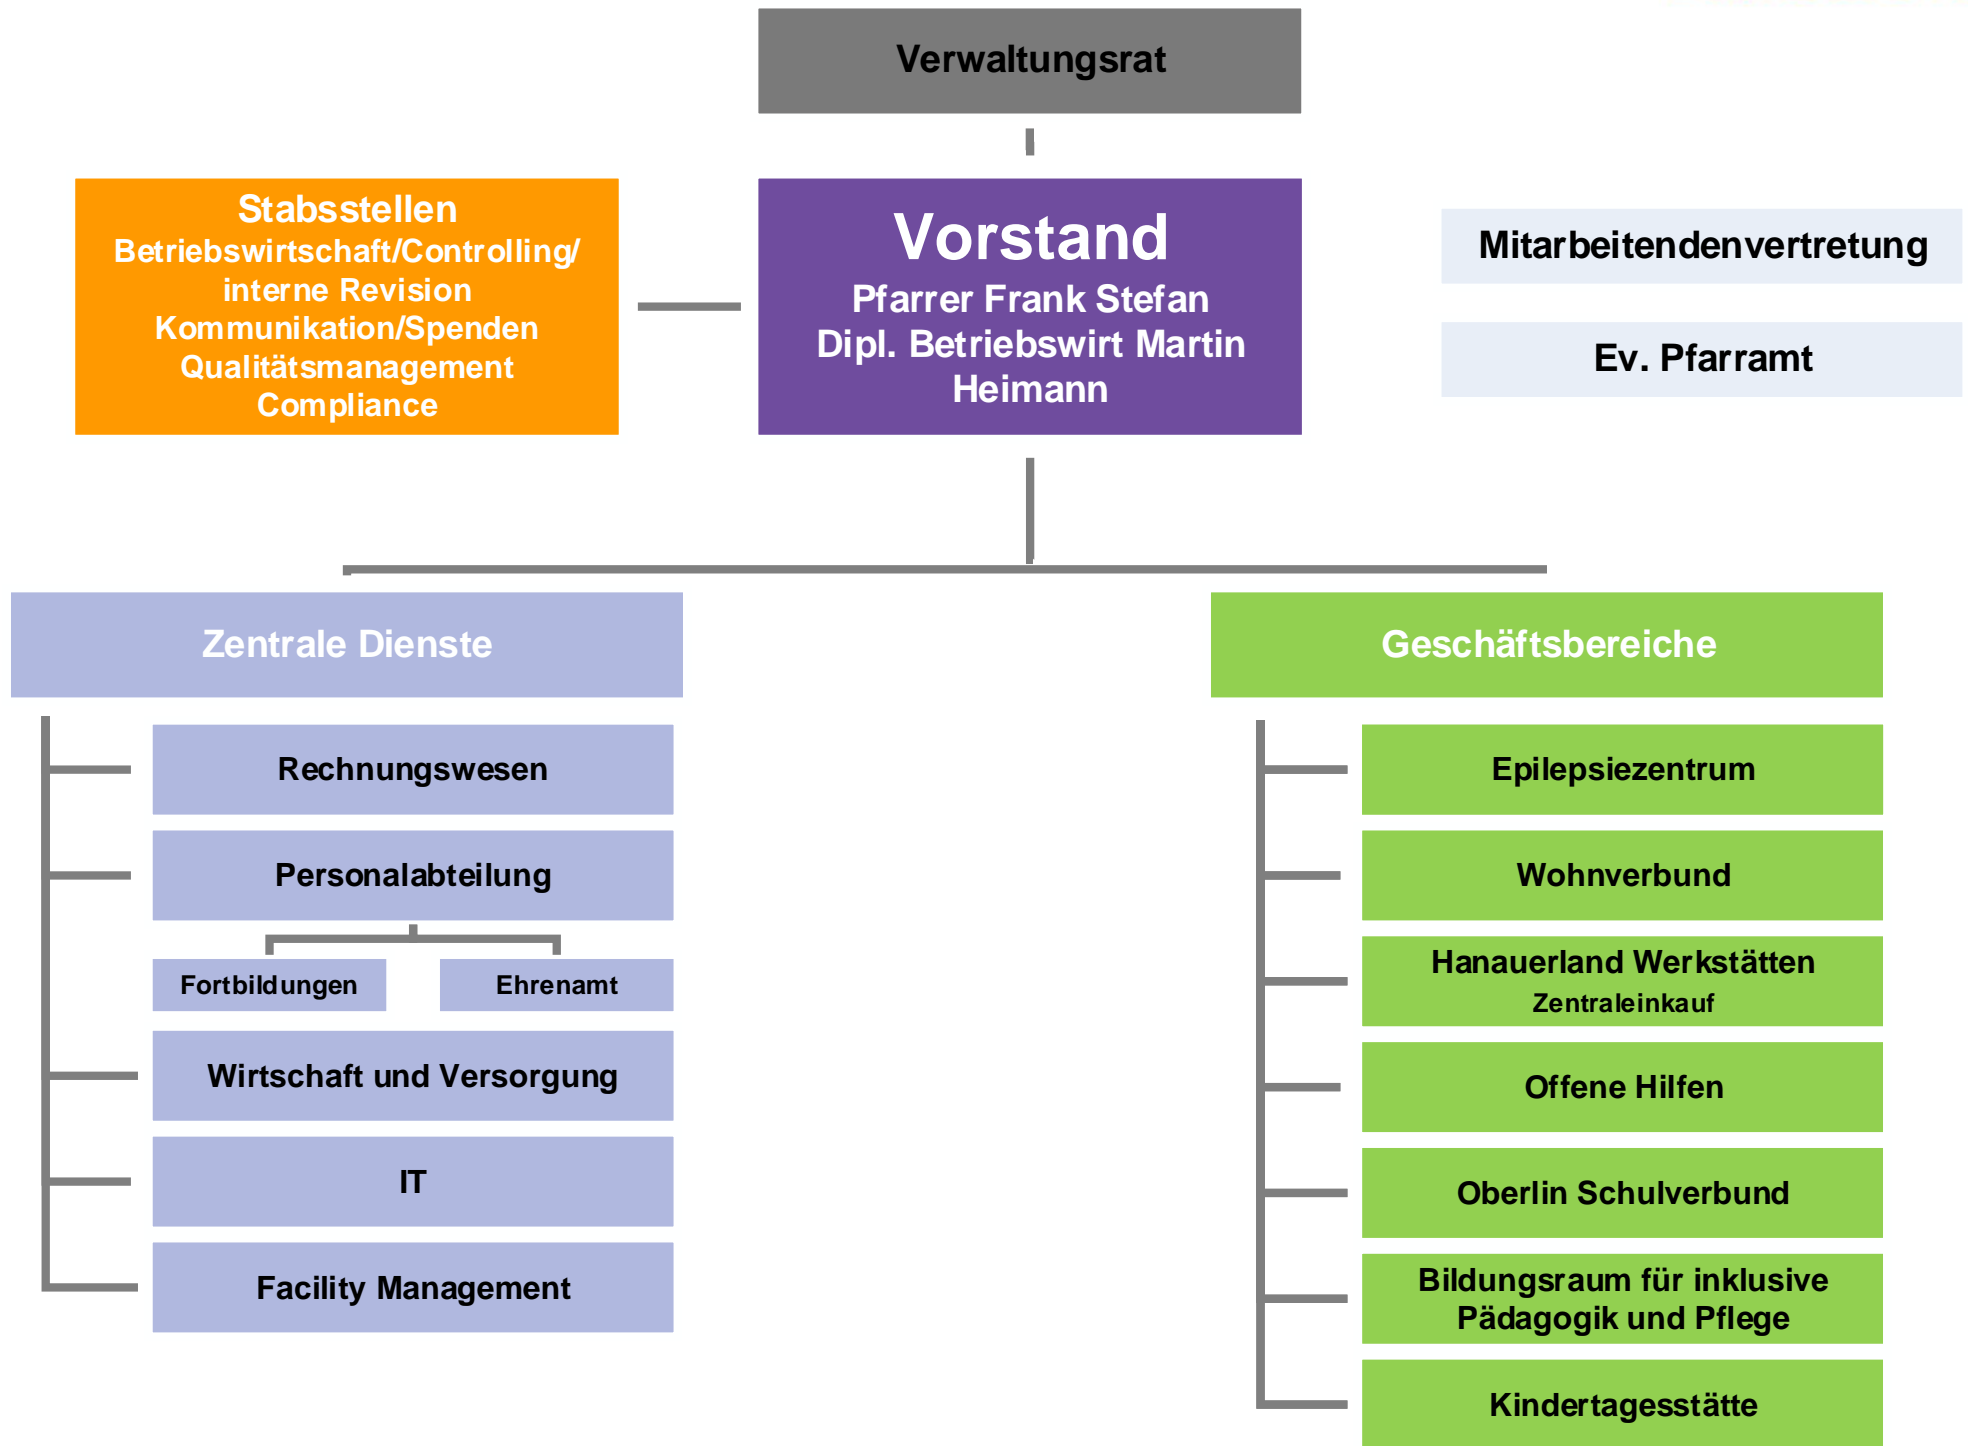 Verwaltungsrat
Stabsstellen
Betriebswirtschaft/Controlling/
interne Revision
Kommunikation/Spenden
Qualitätsmanagement
Compliance
Vorstand
Pfarrer Frank Stefan
Dipl. Betriebswirt Martin
Heimann
Mitarbeitendenvertretung
Ev. Pfarramt
Zentrale Dienste
Rechnungswesen
Personalabteilung
Fortbildungen
Ehrenamt
Wirtschaft und Versorgung
IT
Facility Management
Geschäftsbereiche
Epilepsiezentrum
Wohnverbund
Hanauerland Werkstätten
Zentraleinkauf
Offene Hilfen
Oberlin Schulverbund
Bildungsraum für inklusive
Pädagogik und Pflege
Kindertagesstätte